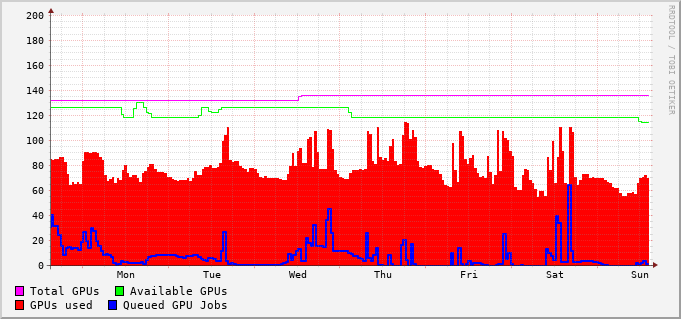 200
180
160
140
120
100
80
60
40
20
0
Mon Tue Wed Thu Fri Sat Sun
Total GPUs Available GPUs
GPUs used Queued GPU Jobs
RRDTOOL / TOBI OETIKER